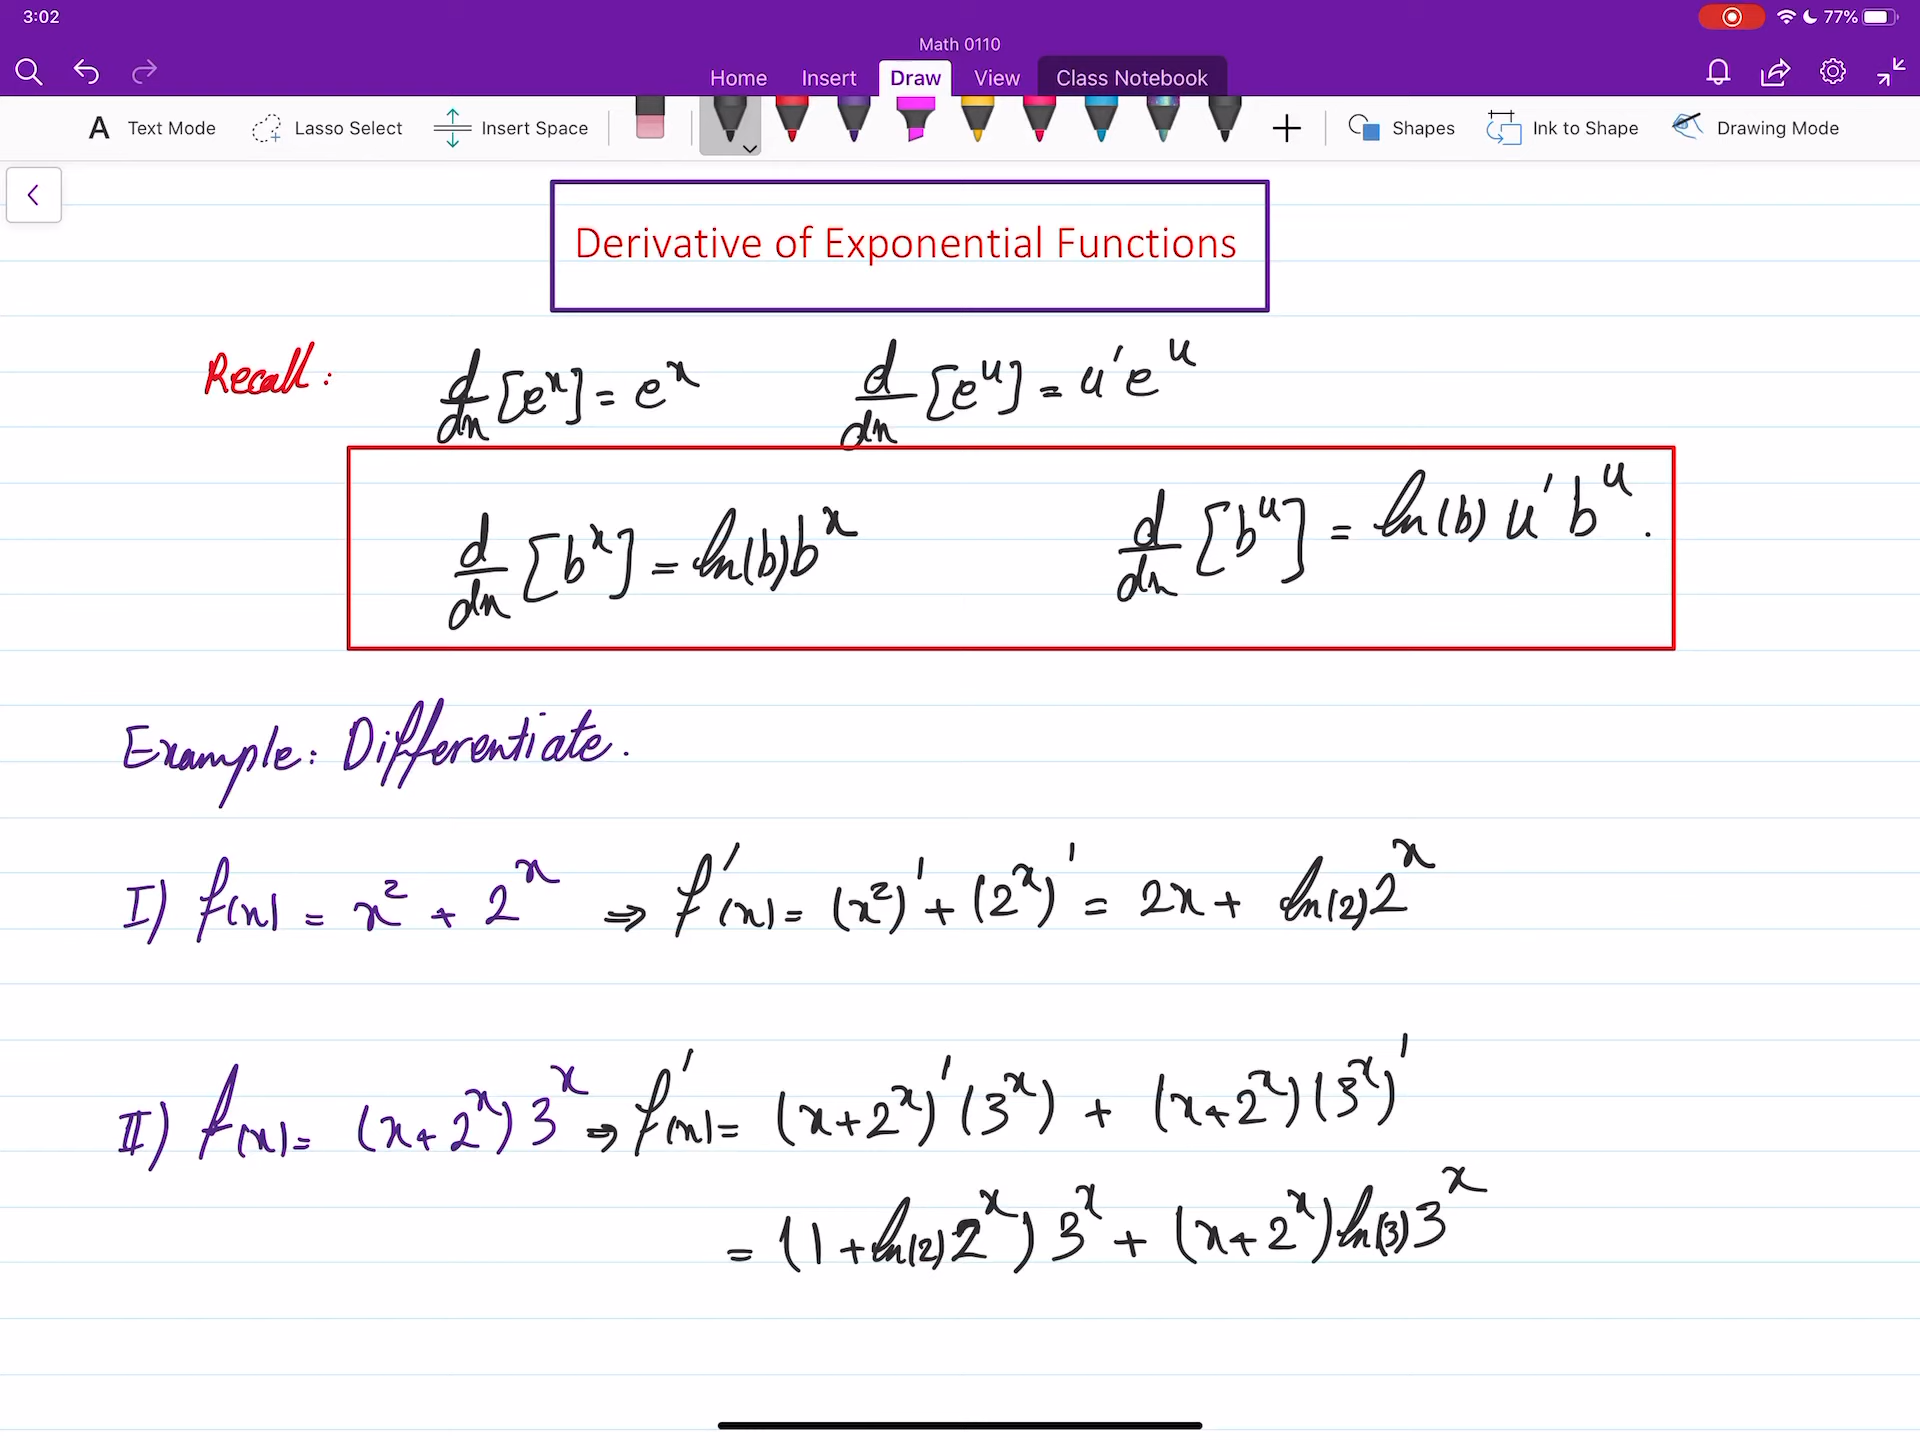 3:02
77%
Math 0110
Home Insert Draw View Class Notebook
A Text Mode Lasso Select Insert Space Shapes Ink to Shape Drawing Mode
Derivative of Exponential Functions
Recall: d/dx [e^x] = e^x d/dx [e^u] = u' e^u
d/dx [b^x] = ln(b) b^x d/dx [b^u] = ln(b) u' b^u.
Example: Differentiate.
I) f(x) = x² + 2^x ⇒ f'(x) = (x²)' + (2^x)' = 2x + ln(2) 2^x
II) f(x) = (x + 2^x) 3^x ⇒ f'(x) = (x + 2^x)' (3^x) + (x + 2^x) (3^x)'
= (1 + ln(2) 2^x) 3^x + (x + 2^x) ln(3) 3^x